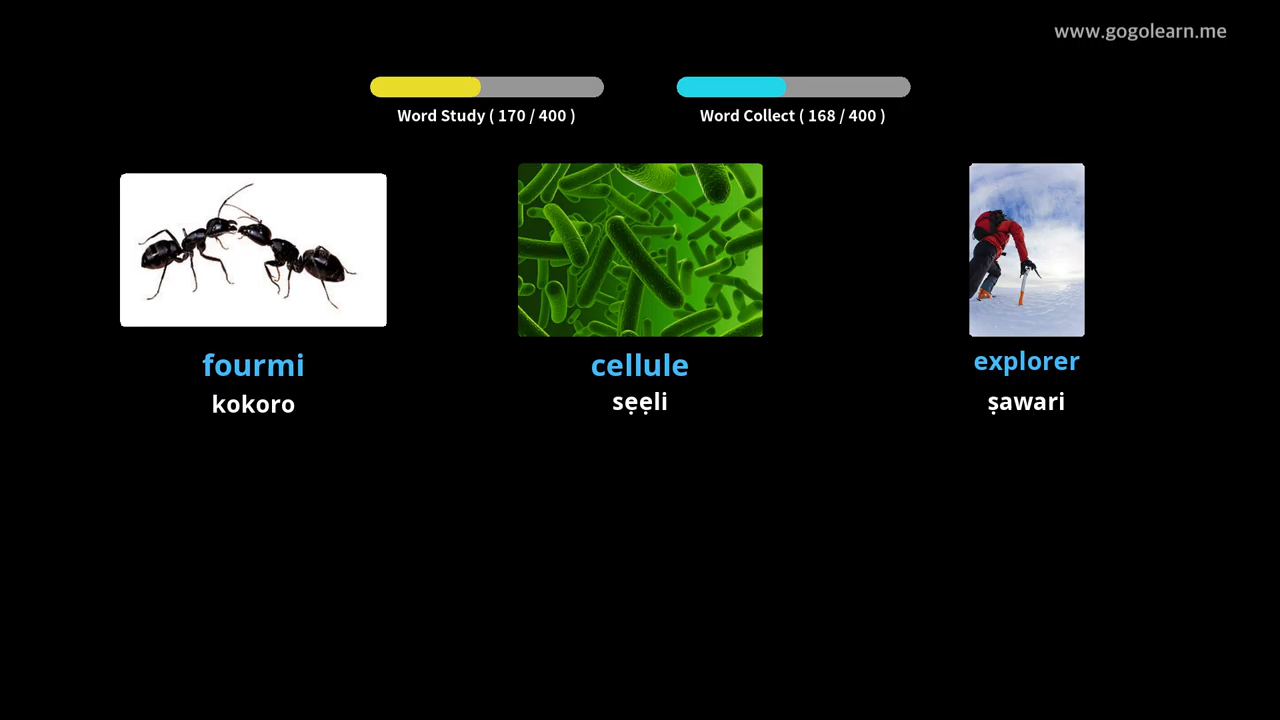 www.gogolearn.me
Word Study ( 170 / 400 )
Word Collect ( 168 / 400 )
fourmi
kokoro
cellule
sẹẹli
explorer
ṣawari